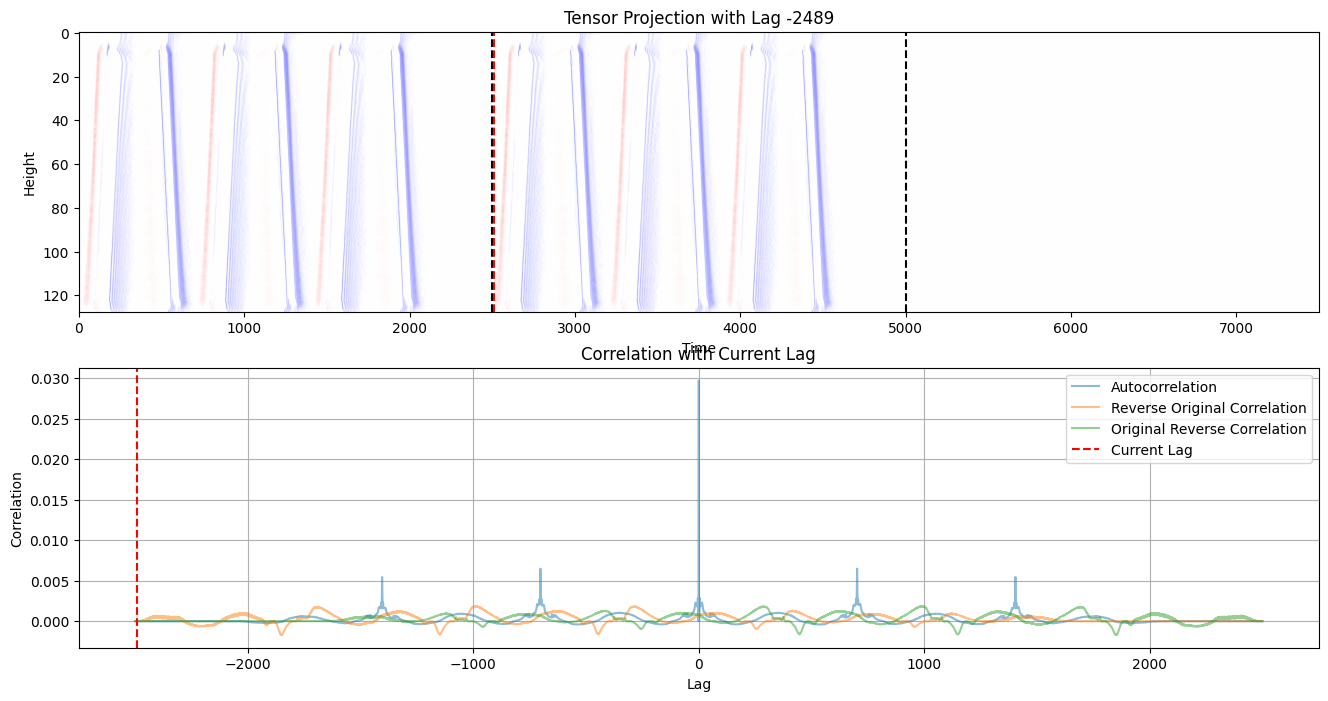 Tensor Projection with Lag -2489
Height
0
20
40
60
80
100
120
0
1000
2000
3000
4000
5000
6000
7000
Time
Correlation with Current Lag
Correlation
0.030
0.025
0.020
0.015
0.010
0.005
0.000
Autocorrelation
Reverse Original Correlation
Original Reverse Correlation
Current Lag
−2000
−1000
0
1000
2000
Lag